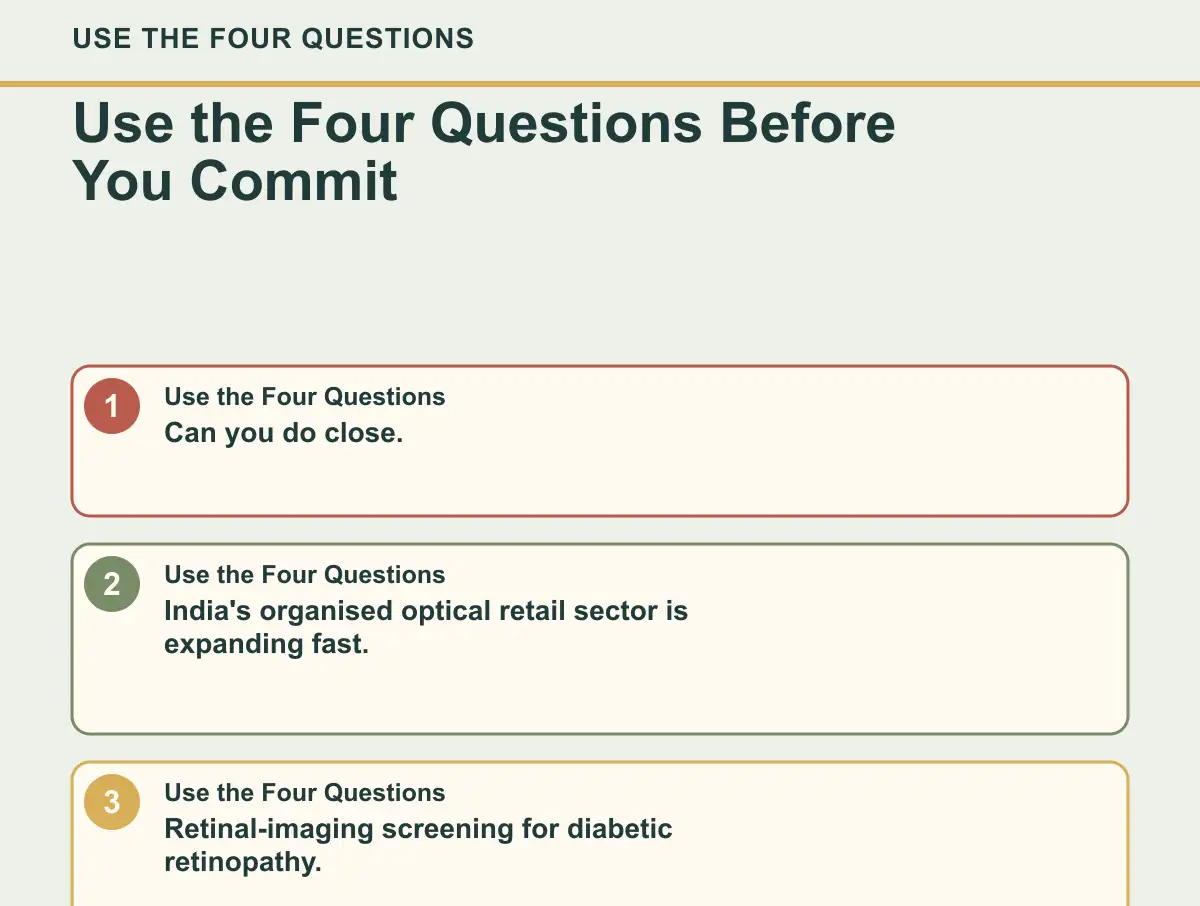 USE THE FOUR QUESTIONS
Use the Four Questions Before
You Commit
1
Use the Four Questions
Can you do close.
2
Use the Four Questions
India's organised optical retail sector is
expanding fast.
3
Use the Four Questions
Retinal-imaging screening for diabetic
retinopathy.